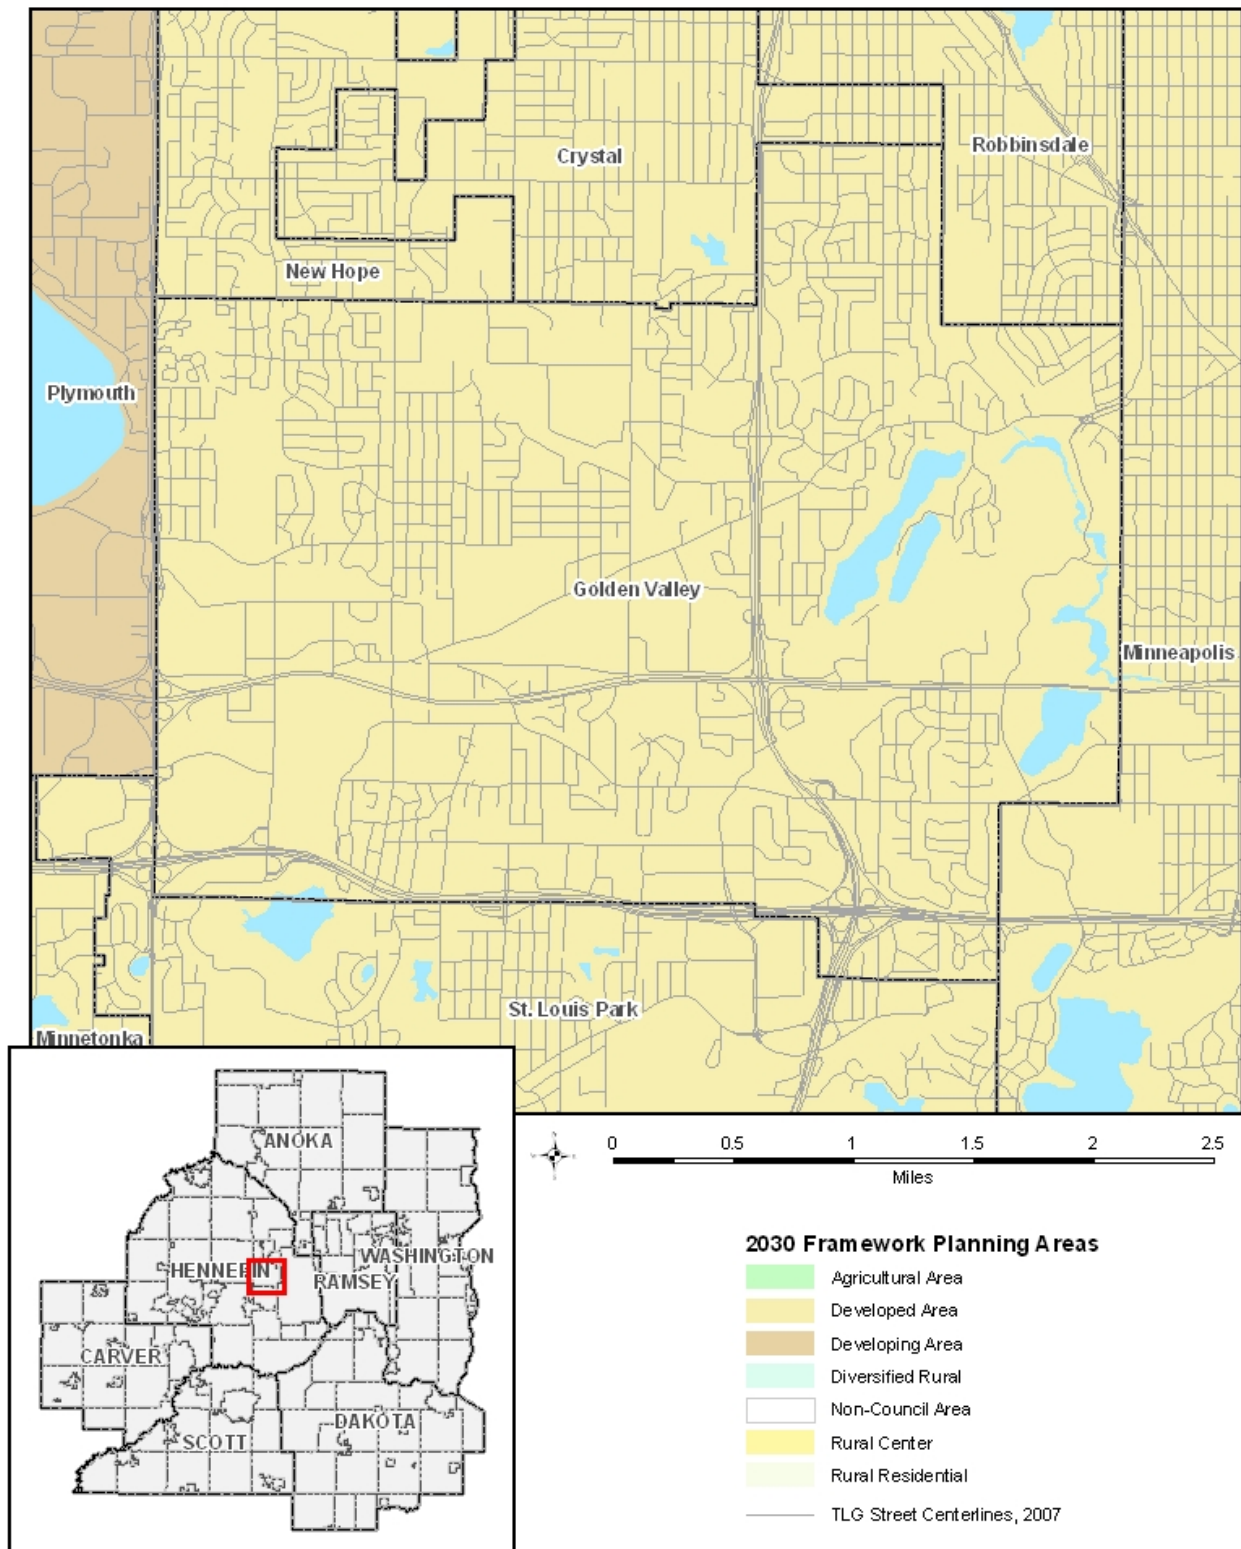 Crystal
Robbinsdale
New Hope
Plymouth
Golden Valley
Minneapolis
St. Louis Park
Minnetonka
ANOKA
HENNEPIN
WASHINGTON
RAMSEY
CARVER
SCOTT
DAKOTA
0 0.5 1 1.5 2 2.5
Miles
2030 Framework Planning Areas
Agricultural Area
Developed Area
Developing Area
Diversified Rural
Non-Council Area
Rural Center
Rural Residential
TLG Street Centerlines, 2007